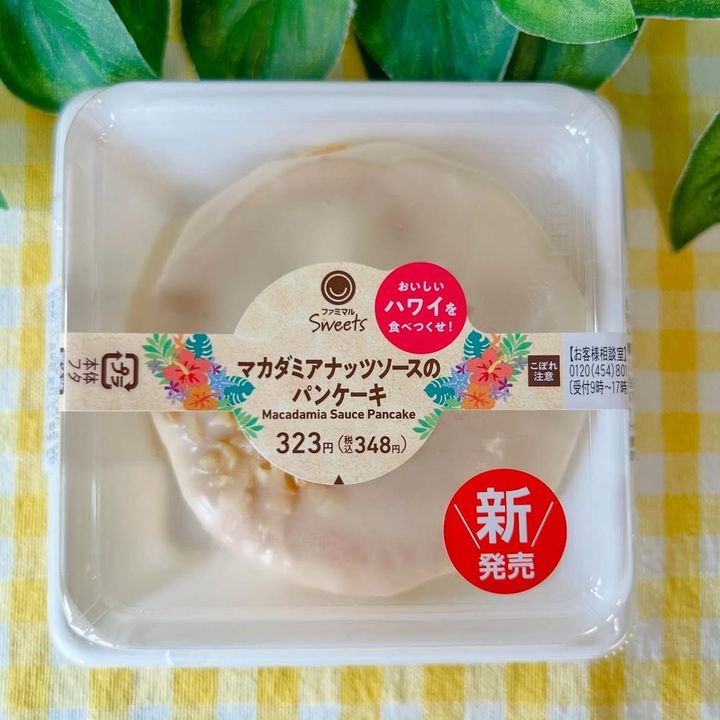 ファミマル
Sweets
おいしい
ハワイを
食べつくせ!
マカダミアナッツソースの
パンケーキ
Macadamia Sauce Pancake
323円(税込348円)
こぼれ
注意
【お客様相談室】
0120(454)801
(受付9時〜17時
プラ
本体
新
発売